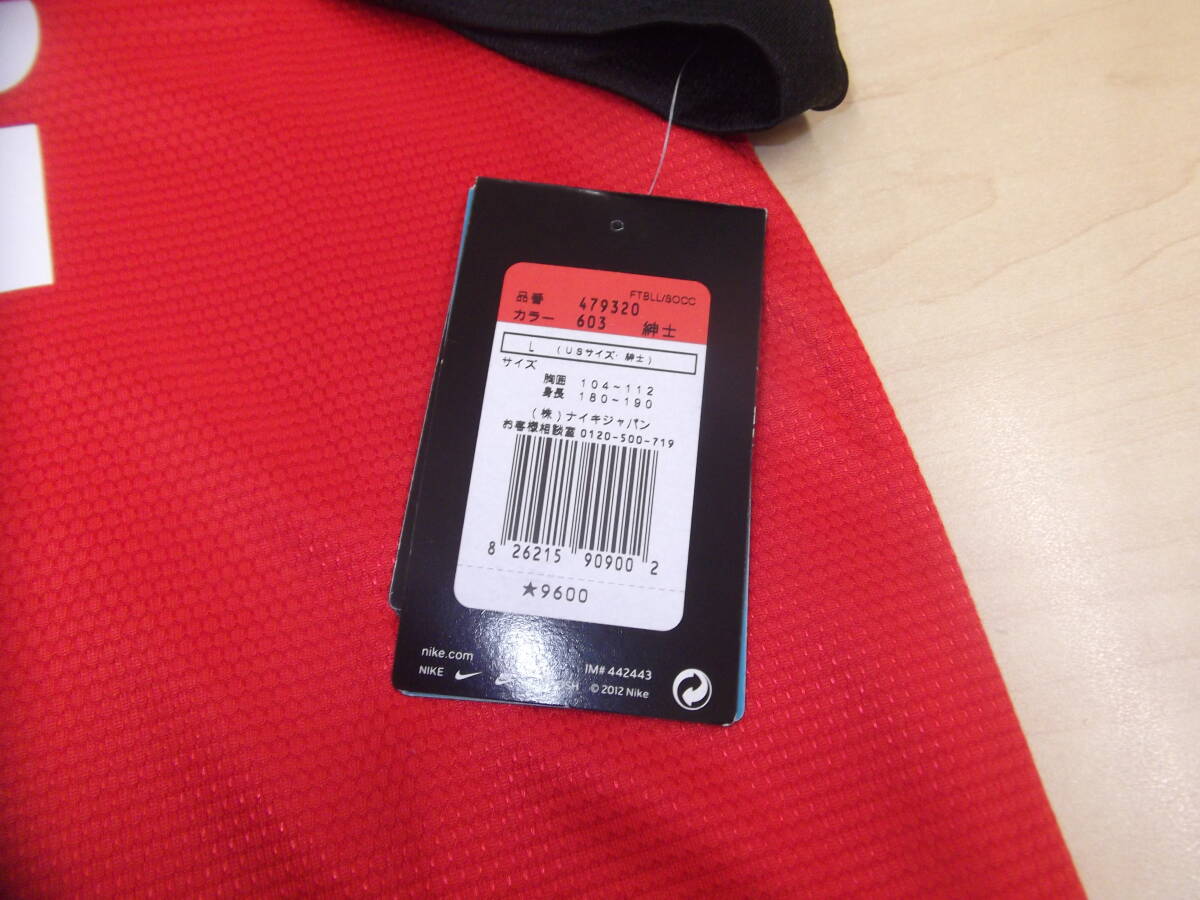 FTBLL/SOCC
品番 479320
カラー 603 紳士
L (USサイズ・紳士)
サイズ
胸囲 104~112
身長 180~190
(株)ナイキジャパン
お客様相談室 0120-500-719
8 26215 90900 2
★9600
nike.com
NIKE
IM# 442443
© 2012 Nike